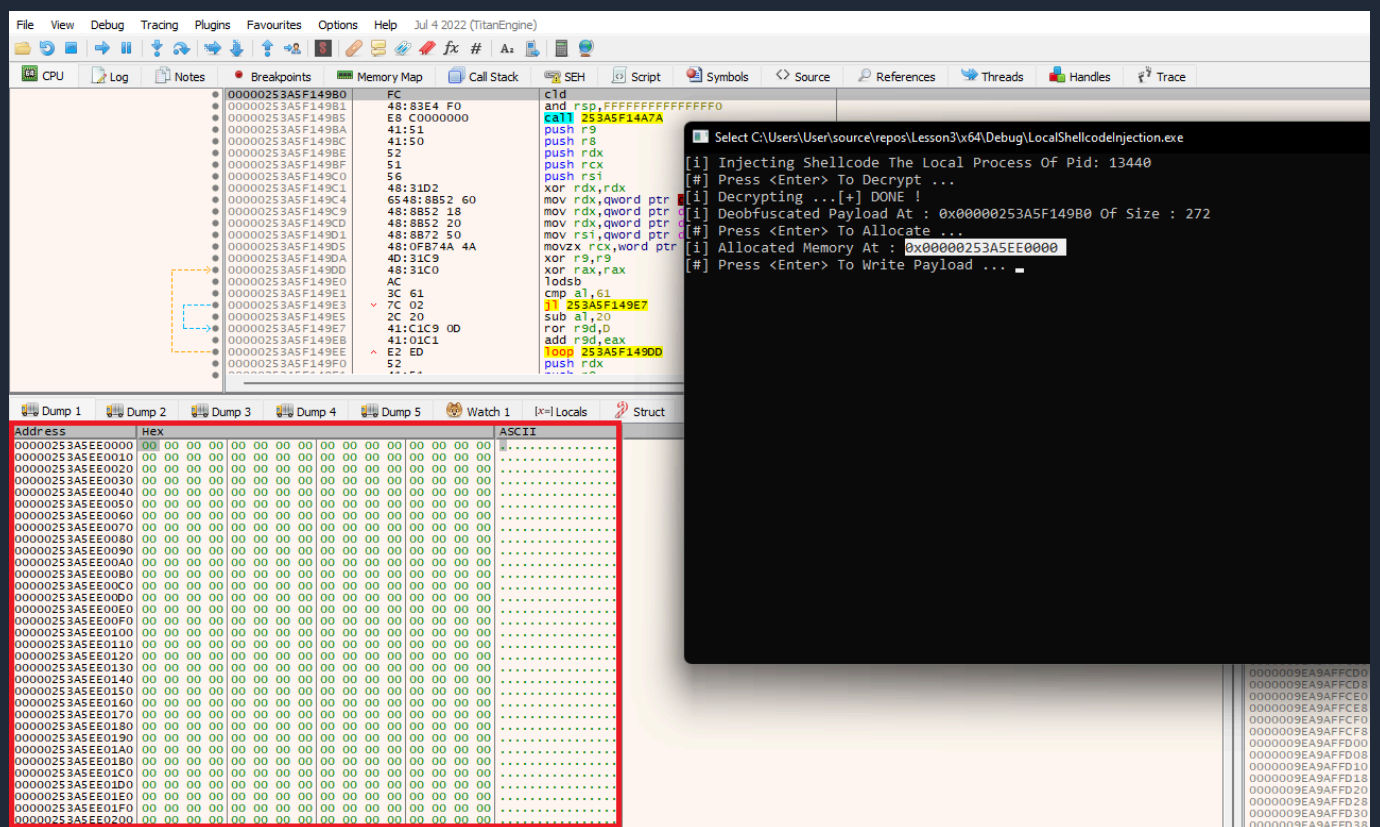 File View Debug Tracing Plugins Favourites Options Help Jul 4 2022 (TitanEngine)
CPU Log Notes Breakpoints Memory Map Call Stack SEH Script Symbols Source References Threads Handles Trace
00000253A5F149B0 FC cld
00000253A5F149B1 48:83E4 F0 and rsp,FFFFFFFFFFFFFFF0
00000253A5F149B5 E8 C0000000 call 253A5F14A7A
00000253A5F149BA 41:51 push r9
00000253A5F149BC 41:50 push r8
00000253A5F149BE 52 push rdx
00000253A5F149BF 51 push rcx
00000253A5F149C0 56 push rsi
00000253A5F149C1 48:31D2 xor rdx,rdx
00000253A5F149C4 6548:8B52 60 mov rdx,qword ptr
00000253A5F149C9 48:8B52 18 mov rdx,qword ptr
00000253A5F149CD 48:8B52 20 mov rdx,qword ptr
00000253A5F149D1 48:8B72 50 mov rsi,qword ptr
00000253A5F149D5 48:0FB74A 4A movzx rcx,word ptr
00000253A5F149DA 4D:31C9 xor r9,r9
00000253A5F149DD 48:31C0 xor rax,rax
00000253A5F149E0 AC lodsb
00000253A5F149E1 3C 61 cmp al,61
00000253A5F149E3 7C 02 jl 253A5F149E7
00000253A5F149E5 2C 20 sub al,20
00000253A5F149E7 41:C1C9 0D ror r9d,D
00000253A5F149EB 41:01C1 add r9d,eax
00000253A5F149EE E2 ED loop 253A5F149DD
00000253A5F149F0 52 push rdx
Select C:\Users\User\source\repos\Lesson3\x64\Debug\LocalShellcodeInjection.exe
[i] Injecting Shellcode The Local Process Of Pid: 13440
[#] Press <Enter> To Decrypt ...
[i] Decrypting ...[+] DONE !
[i] Deobfuscated Payload At : 0x00000253A5F149B0 Of Size : 272
[#] Press <Enter> To Allocate ...
[i] Allocated Memory At : 0x00000253A5EE0000
[#] Press <Enter> To Write Payload ...
Dump 1 Dump 2 Dump 3 Dump 4 Dump 5 Watch 1 [x=] Locals Struct
Address Hex ASCII
00000253A5EE0000 00 00 00 00 00 00 00 00 00 00 00 00 00 00 00 00 ................
00000253A5EE0010 00 00 00 00 00 00 00 00 00 00 00 00 00 00 00 00 ................
00000253A5EE0020 00 00 00 00 00 00 00 00 00 00 00 00 00 00 00 00 ................
00000253A5EE0030 00 00 00 00 00 00 00 00 00 00 00 00 00 00 00 00 ................
00000253A5EE0040 00 00 00 00 00 00 00 00 00 00 00 00 00 00 00 00 ................
00000253A5EE0050 00 00 00 00 00 00 00 00 00 00 00 00 00 00 00 00 ................
00000253A5EE0060 00 00 00 00 00 00 00 00 00 00 00 00 00 00 00 00 ................
00000253A5EE0070 00 00 00 00 00 00 00 00 00 00 00 00 00 00 00 00 ................
00000253A5EE0080 00 00 00 00 00 00 00 00 00 00 00 00 00 00 00 00 ................
00000253A5EE0090 00 00 00 00 00 00 00 00 00 00 00 00 00 00 00 00 ................
00000253A5EE00A0 00 00 00 00 00 00 00 00 00 00 00 00 00 00 00 00 ................
00000253A5EE00B0 00 00 00 00 00 00 00 00 00 00 00 00 00 00 00 00 ................
00000253A5EE00C0 00 00 00 00 00 00 00 00 00 00 00 00 00 00 00 00 ................
00000253A5EE00D0 00 00 00 00 00 00 00 00 00 00 00 00 00 00 00 00 ................
00000253A5EE00E0 00 00 00 00 00 00 00 00 00 00 00 00 00 00 00 00 ................
00000253A5EE00F0 00 00 00 00 00 00 00 00 00 00 00 00 00 00 00 00 ................
00000253A5EE0100 00 00 00 00 00 00 00 00 00 00 00 00 00 00 00 00 ................
00000253A5EE0110 00 00 00 00 00 00 00 00 00 00 00 00 00 00 00 00 ................
00000253A5EE0120 00 00 00 00 00 00 00 00 00 00 00 00 00 00 00 00 ................
00000253A5EE0130 00 00 00 00 00 00 00 00 00 00 00 00 00 00 00 00 ................
00000253A5EE0140 00 00 00 00 00 00 00 00 00 00 00 00 00 00 00 00 ................
00000253A5EE0150 00 00 00 00 00 00 00 00 00 00 00 00 00 00 00 00 ................
00000253A5EE0160 00 00 00 00 00 00 00 00 00 00 00 00 00 00 00 00 ................
00000253A5EE0170 00 00 00 00 00 00 00 00 00 00 00 00 00 00 00 00 ................
00000253A5EE0180 00 00 00 00 00 00 00 00 00 00 00 00 00 00 00 00 ................
00000253A5EE0190 00 00 00 00 00 00 00 00 00 00 00 00 00 00 00 00 ................
00000253A5EE01A0 00 00 00 00 00 00 00 00 00 00 00 00 00 00 00 00 ................
00000253A5EE01B0 00 00 00 00 00 00 00 00 00 00 00 00 00 00 00 00 ................
00000253A5EE01C0 00 00 00 00 00 00 00 00 00 00 00 00 00 00 00 00 ................
00000253A5EE01D0 00 00 00 00 00 00 00 00 00 00 00 00 00 00 00 00 ................
00000253A5EE01E0 00 00 00 00 00 00 00 00 00 00 00 00 00 00 00 00 ................
00000253A5EE01F0 00 00 00 00 00 00 00 00 00 00 00 00 00 00 00 00 ................
00000253A5EE0200 00 00 00 00 00 00 00 00 00 00 00 00 00 00 00 00 ................
0000009EA9AFFCD0
0000009EA9AFFCD8
0000009EA9AFFCE0
0000009EA9AFFCE8
0000009EA9AFFCF0
0000009EA9AFFCF8
0000009EA9AFFD00
0000009EA9AFFD08
0000009EA9AFFD10
0000009EA9AFFD18
0000009EA9AFFD20
0000009EA9AFFD28
0000009EA9AFFD30
0000009EA9AFFD38